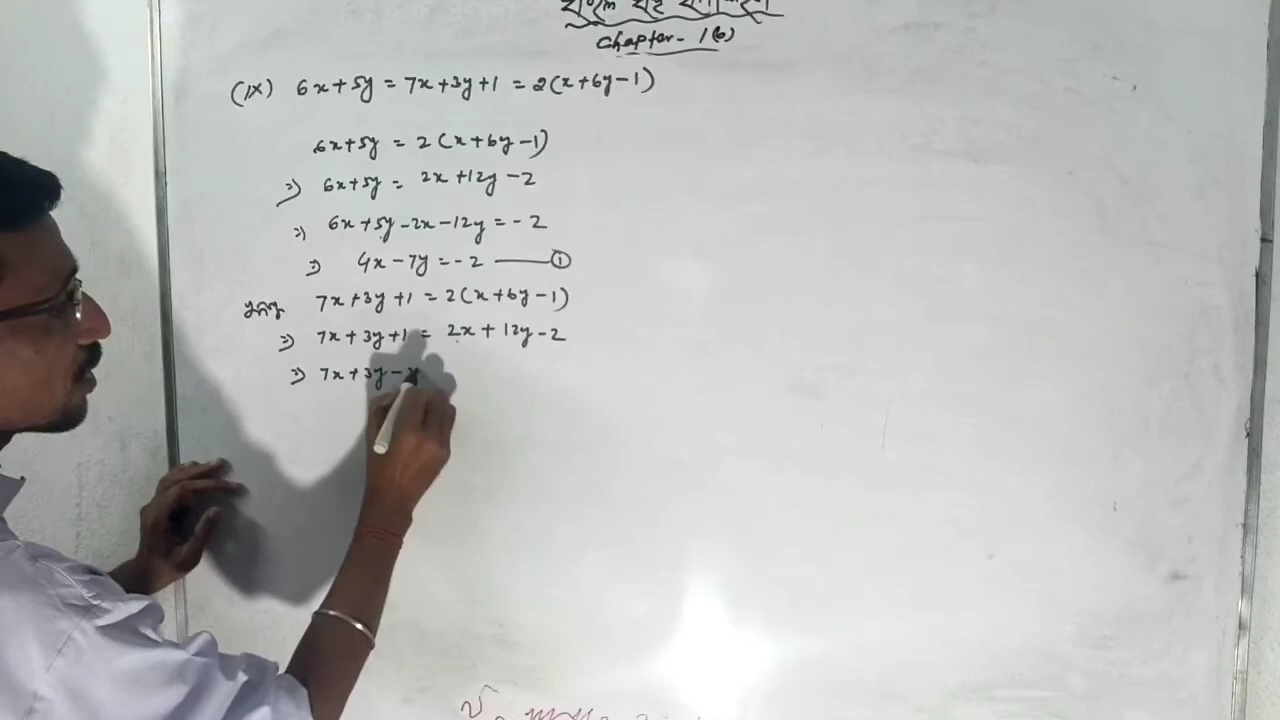 Chapter - 1(b)
(ix) 6x+5y = 7x+3y+1 = 2(x+6y-1)
6x+5y = 2(x+6y-1)
=> 6x+5y = 2x+12y-2
=> 6x+5y-2x-12y = -2
=> 4x-7y = -2 —— ①
7x+3y+1 = 2(x+6y-1)
=> 7x+3y+1 = 2x+12y-2
=> 7x+3y-